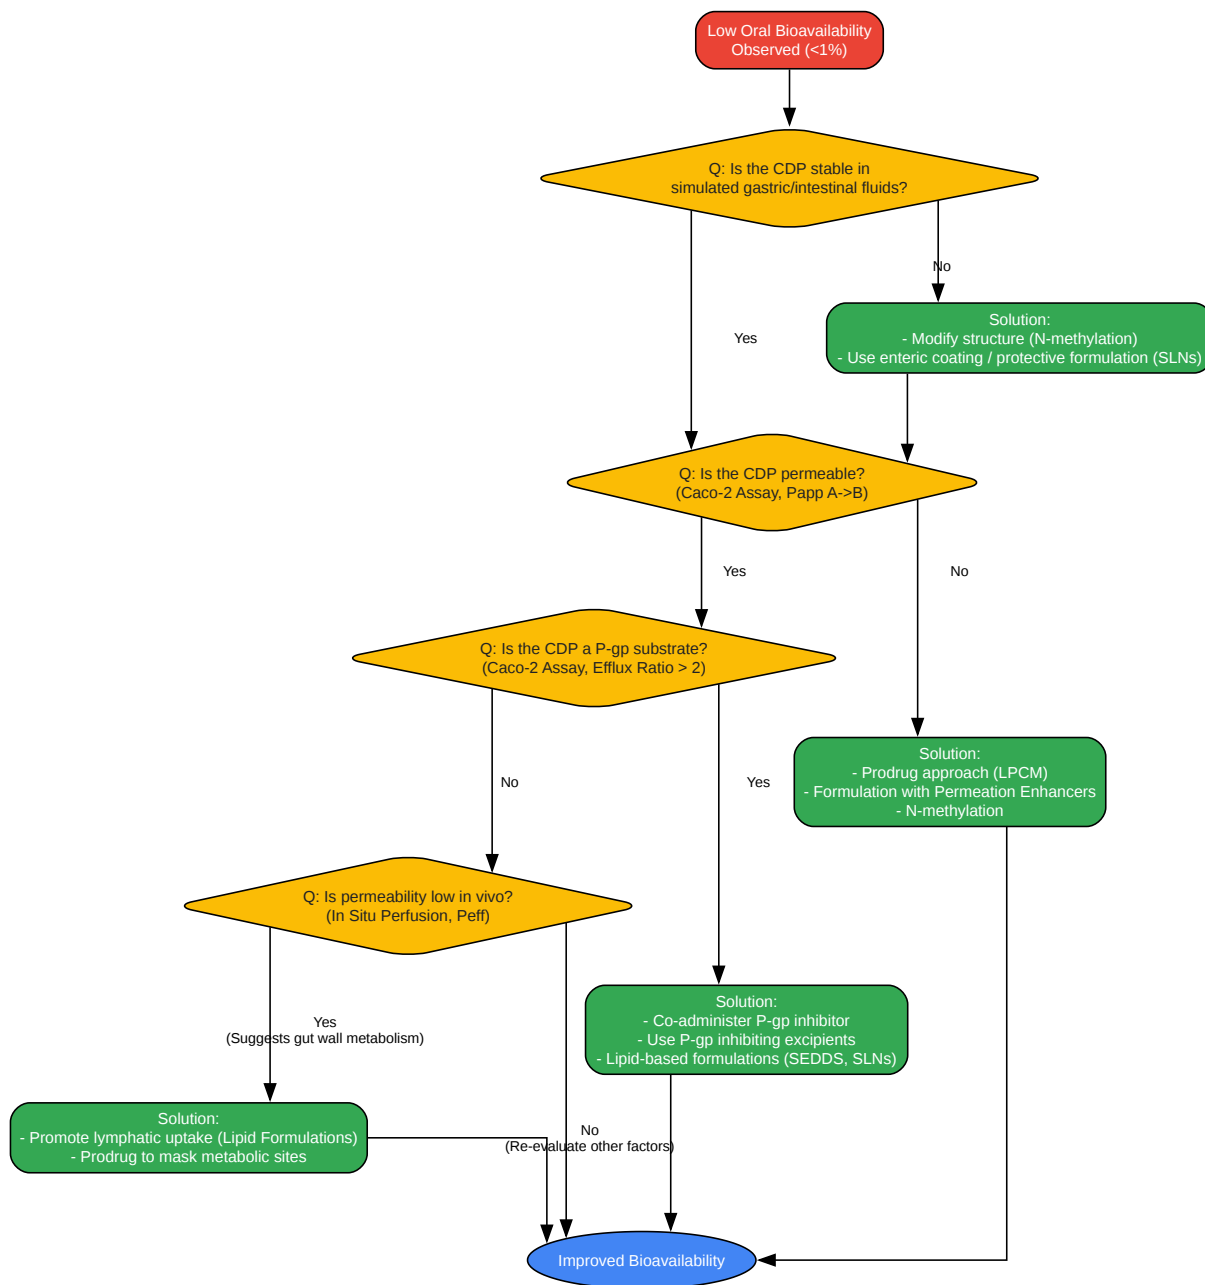 Low Oral Bioavailability
Observed (<1%)
Q: Is the CDP stable in
simulated gastric/intestinal fluids?
No
Solution:
- Modify structure (N-methylation)
- Use enteric coating / protective formulation (SLNs)
Yes
Q: Is the CDP permeable?
(Caco-2 Assay, Papp A->B)
Yes
No
Q: Is the CDP a P-gp substrate?
(Caco-2 Assay, Efflux Ratio > 2)
No
Yes
Solution:
- Prodrug approach (LPCM)
- Formulation with Permeation Enhancers
- N-methylation
Q: Is permeability low in vivo?
(In Situ Perfusion, Peff)
Yes
(Suggests gut wall metabolism)
Solution:
- Co-administer P-gp inhibitor
- Use P-gp inhibiting excipients
- Lipid-based formulations (SEDDS, SLNs)
Solution:
- Promote lymphatic uptake (Lipid Formulations)
- Prodrug to mask metabolic sites
No
(Re-evaluate other factors)
Improved Bioavailability